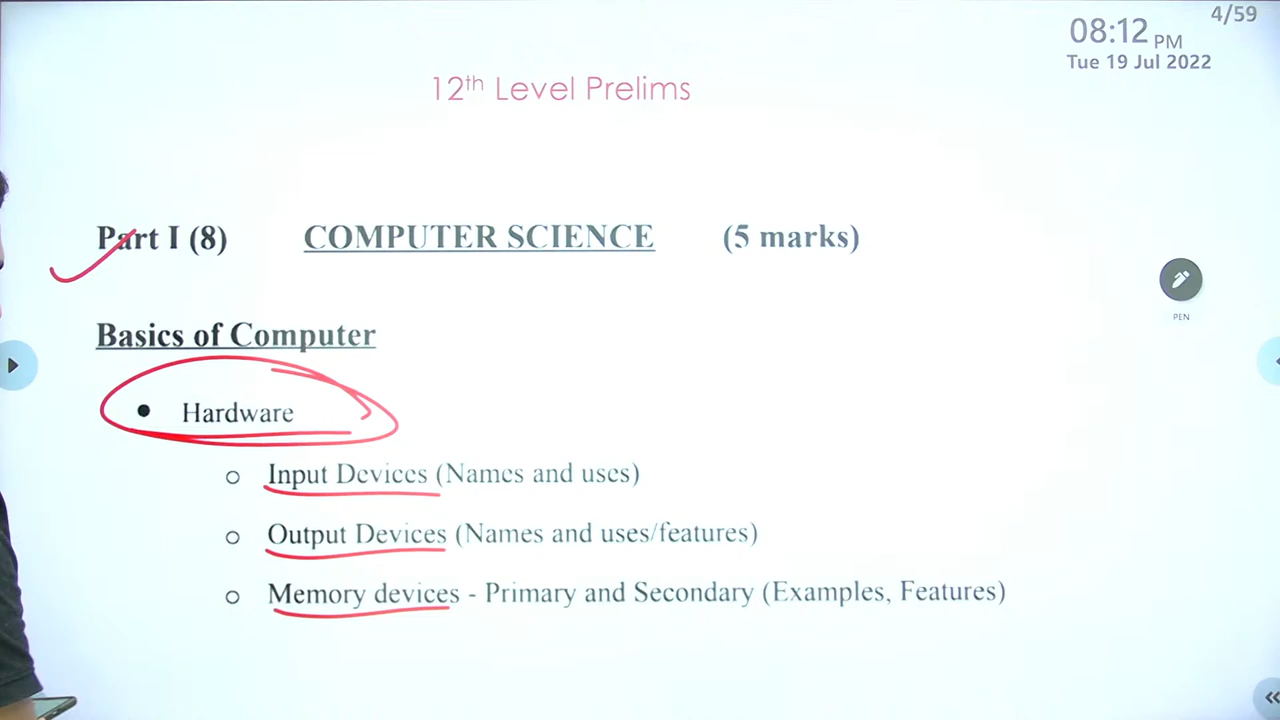 4/59
08:12 PM
Tue 19 Jul 2022
12th Level Prelims
Part I (8) COMPUTER SCIENCE (5 marks)
PEN
Basics of Computer
● Hardware
o Input Devices (Names and uses)
o Output Devices (Names and uses/features)
o Memory devices - Primary and Secondary (Examples, Features)